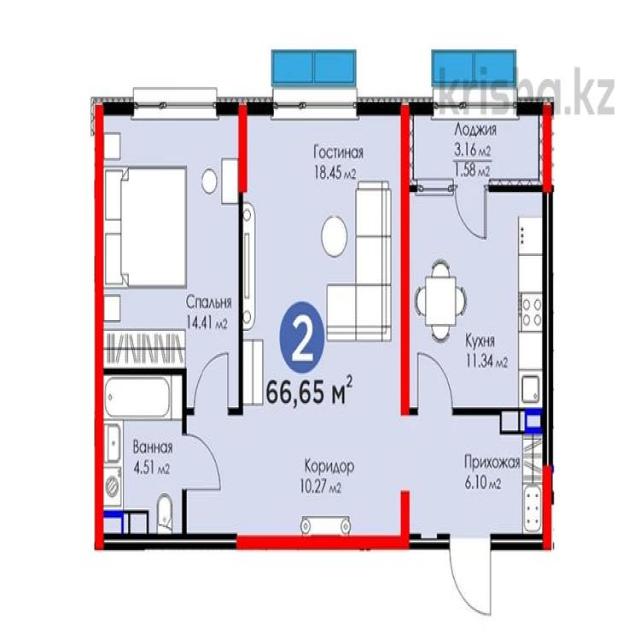 krisha.kz
Лоджия
3.16 м2
1.58 м2
Гостиная
18.45 м2
Спальня
14.41 м2
2
66,65 м²
Кухня
11.34 м2
Ванная
4.51 м2
Коридор
10.27 м2
Прихожая
6.10 м2